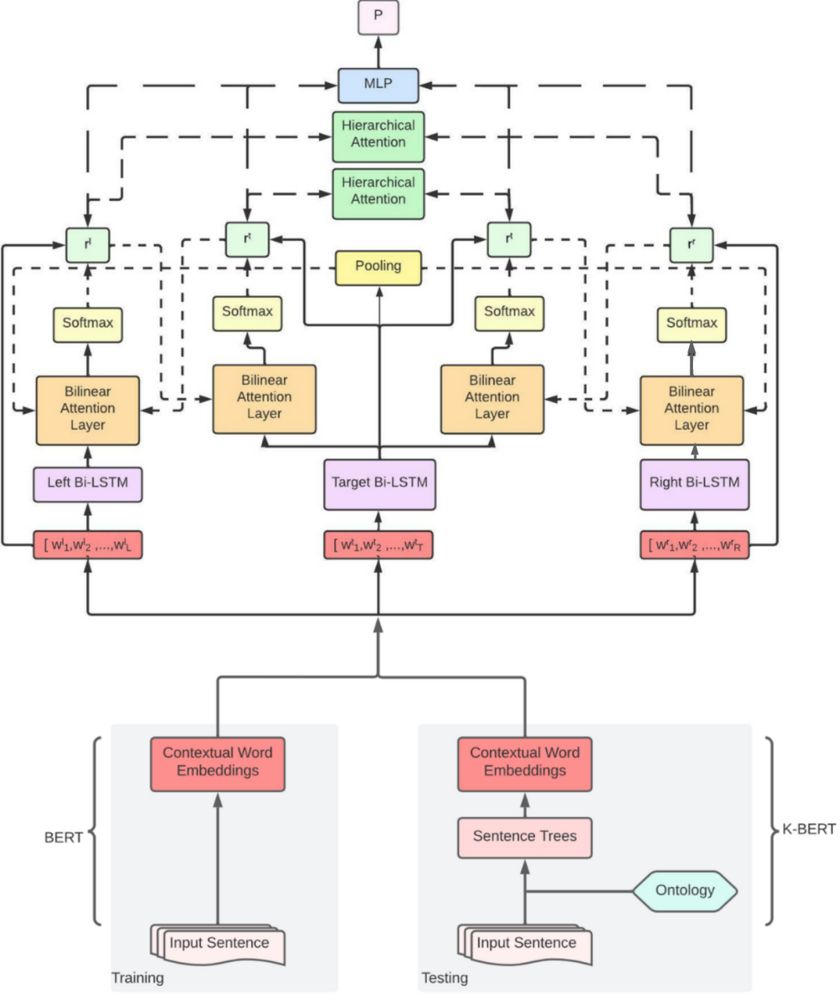 P
MLP
Hierarchical
Attention
Hierarchical
Attention
rˡ
rᵗ
rᵗ
rʳ
Pooling
Softmax
Softmax
Softmax
Softmax
Bilinear
Attention
Layer
Bilinear
Attention
Layer
Bilinear
Attention
Layer
Bilinear
Attention
Layer
Left Bi-LSTM
Target Bi-LSTM
Right Bi-LSTM
[ wˡ₁,wˡ₂ ,...,wˡL
[ wᵗ₁,wᵗ₂ ,...,wᵗT
[ wʳ₁,wʳ₂ ,...,wʳR
Contextual Word
Embeddings
Contextual Word
Embeddings
BERT
Sentence Trees
K-BERT
Ontology
Input Sentence
Input Sentence
Training
Testing